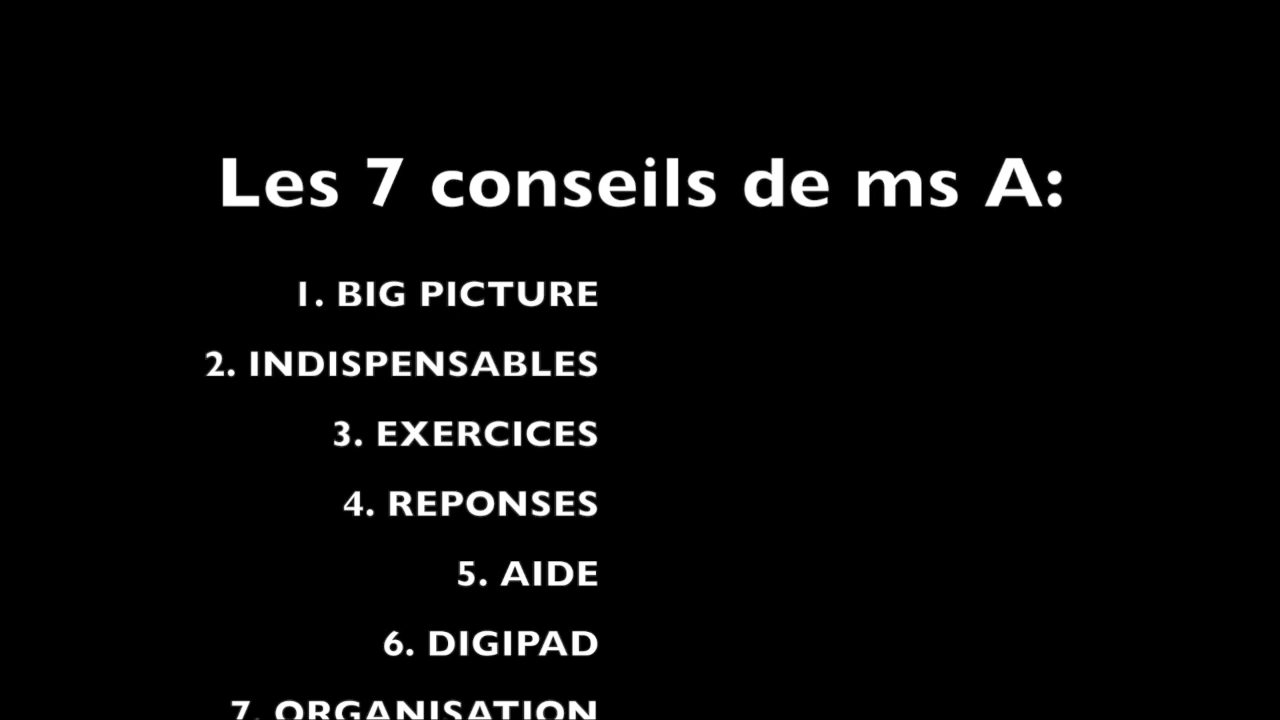 Les 7 conseils de ms A:
1. BIG PICTURE
2. INDISPENSABLES
3. EXERCICES
4. REPONSES
5. AIDE
6. DIGIPAD
7. ORGANISATION